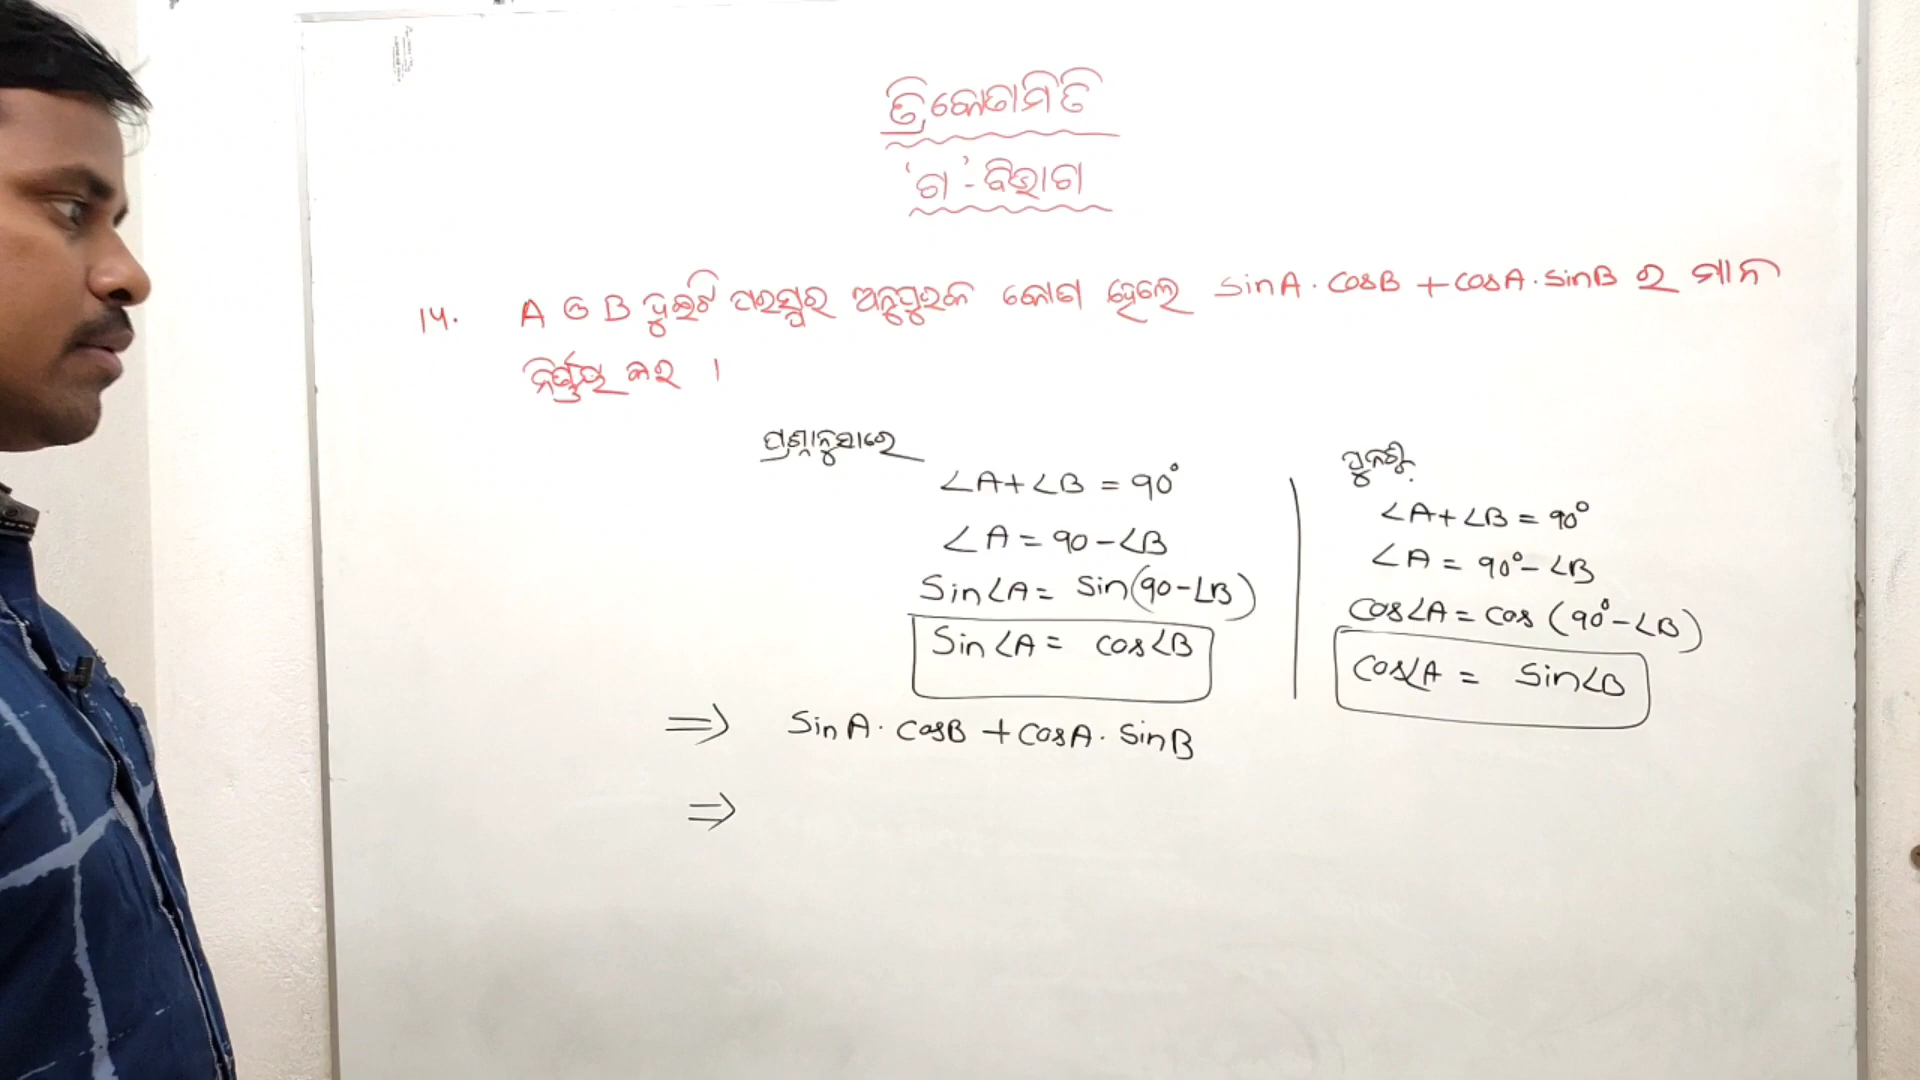 ତ୍ରିକୋଣମିତି
'ଗ' - ବିଭାଗ
14. A ଓ B ଦୁଇଟି ପରସ୍ପର ଅନୁପୂରକ କୋଣ ହେଲେ sinA · cosB + cosA · sinB ର ମାନ
ନିର୍ଣ୍ଣୟ କର ।
ପ୍ରଶ୍ନାନୁସାରେ
∠A + ∠B = 90°
∠A = 90 - ∠B
Sin∠A = Sin(90 - ∠B)
Sin∠A = cos∠B
ପୁନଶ୍ଚ
∠A + ∠B = 90°
∠A = 90° - ∠B
Cos∠A = Cos (90° - ∠B)
Cos∠A = Sin∠B
⇒ SinA · CosB + CosA · SinB
⇒